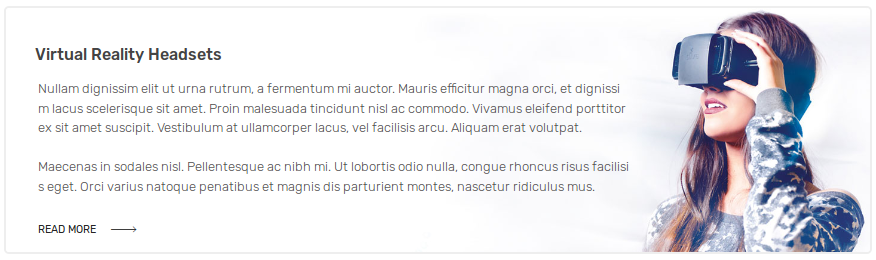 Virtual Reality Headsets
Nullam dignissim elit ut urna rutrum, a fermentum mi auctor. Mauris efficitur magna orci, et dignissi
m lacus scelerisque sit amet. Proin malesuada tincidunt nisl ac commodo. Vivamus eleifend porttitor
ex sit amet suscipit. Vestibulum at ullamcorper lacus, vel facilisis arcu. Aliquam erat volutpat.
Maecenas in sodales nisl. Pellentesque ac nibh mi. Ut lobortis odio nulla, congue rhoncus risus facilisi
s eget. Orci varius natoque penatibus et magnis dis parturient montes, nascetur ridiculus mus.
READ MORE